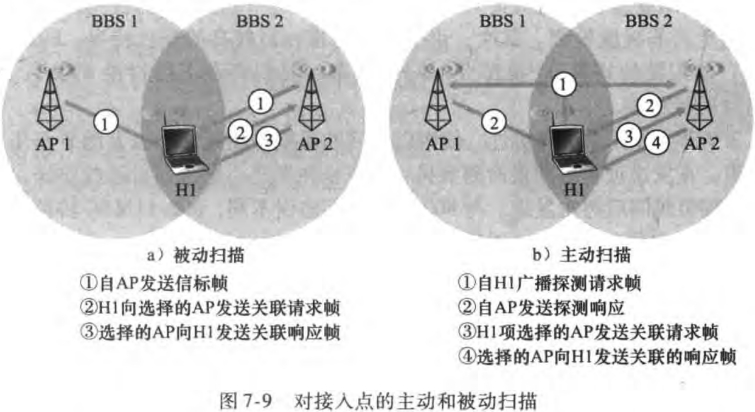 BBS 1
BBS 2
①
①
②
③
AP 1
AP 2
H1
a）被动扫描
①自AP发送信标帧
②H1向选择的AP发送关联请求帧
③选择的AP向H1发送关联响应帧
BBS 1
BBS 2
①
②
②
③
④
AP 1
AP 2
H1
b）主动扫描
①自H1广播探测请求帧
②自AP发送探测响应
③H1项选择的AP发送关联请求帧
④选择的AP向H1发送关联的响应帧
图 7-9 对接入点的主动和被动扫描